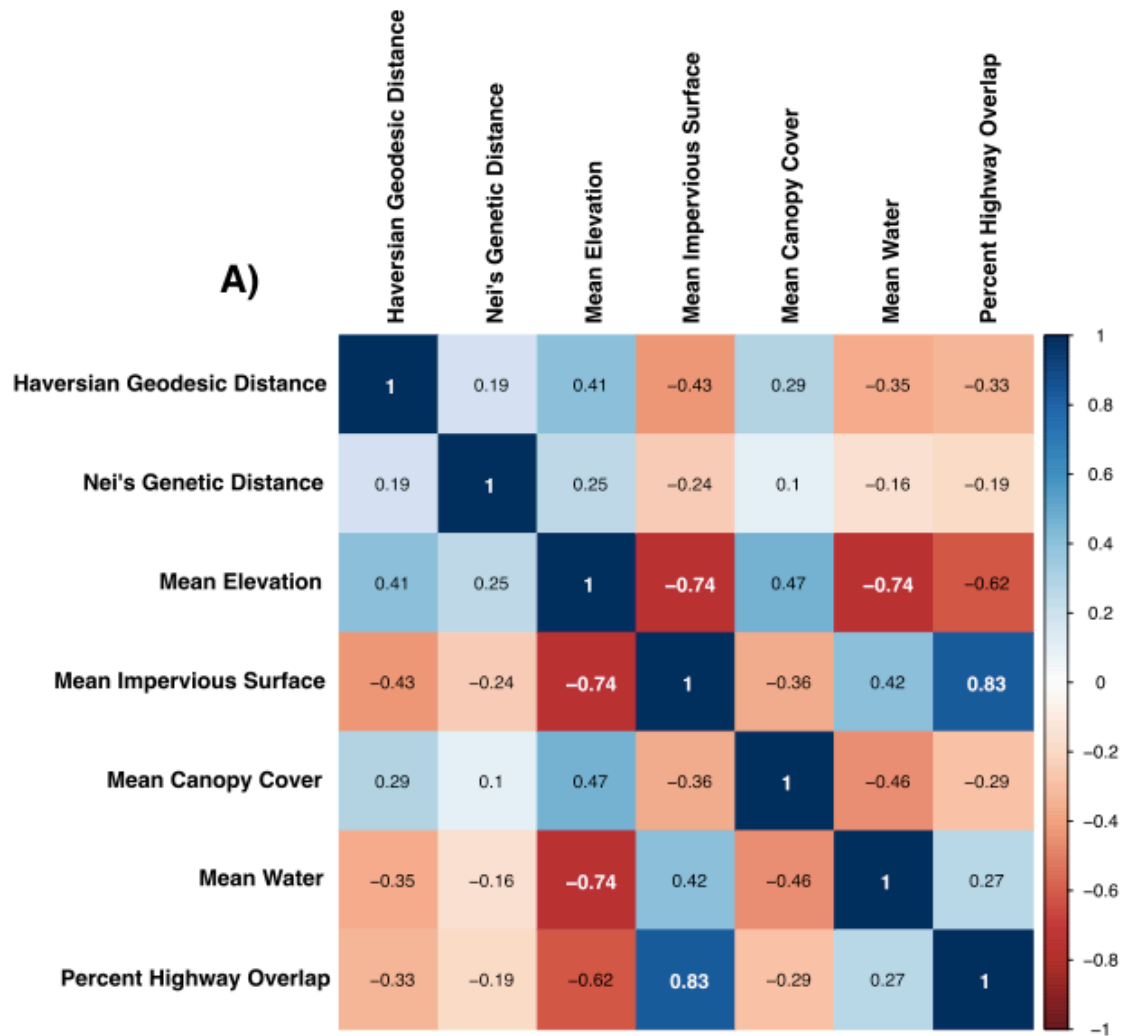 Haversian Geodesic Distance
Nei's Genetic Distance
Mean Elevation
Mean Impervious Surface
Mean Canopy Cover
Mean Water
Percent Highway Overlap
A)
Haversian Geodesic Distance 1 0.19 0.41 −0.43 0.29 −0.35 −0.33
Nei's Genetic Distance 0.19 1 0.25 −0.24 0.1 −0.16 −0.19
Mean Elevation 0.41 0.25 1 −0.74 0.47 −0.74 −0.62
Mean Impervious Surface −0.43 −0.24 −0.74 1 −0.36 0.42 0.83
Mean Canopy Cover 0.29 0.1 0.47 −0.36 1 −0.46 −0.29
Mean Water −0.35 −0.16 −0.74 0.42 −0.46 1 0.27
Percent Highway Overlap −0.33 −0.19 −0.62 0.83 −0.29 0.27 1
1
0.8
0.6
0.4
0.2
0
−0.2
−0.4
−0.6
−0.8
−1